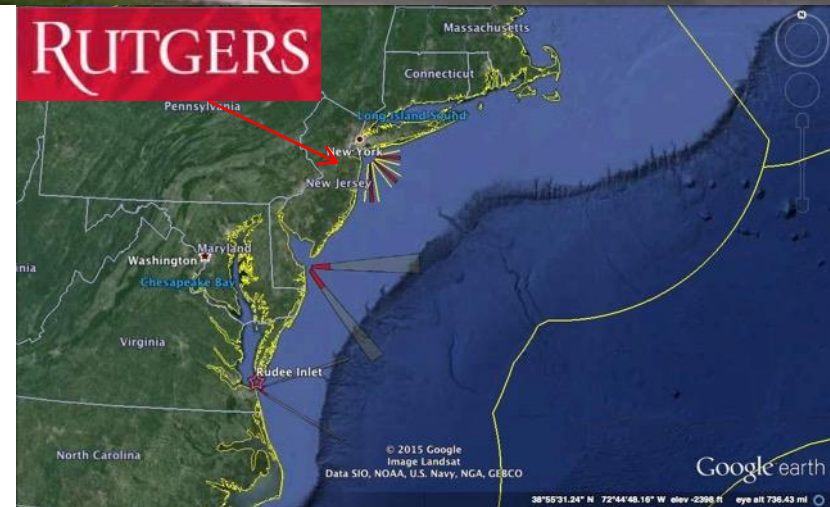 RUTGERS
Massachusetts
Connecticut
Pennsylvania
Long Island Sound
New York
New Jersey
Maryland
Washington
inia
Chesapeake Bay
Virginia
Rudee Inlet
North Carolina
© 2015 Google
Image Landsat
Data SIO, NOAA, U.S. Navy, NGA, GEBCO
Google earth
38°55'31.24" N 72°44'48.16" W elev -2398 ft eye alt 736.43 mi
N